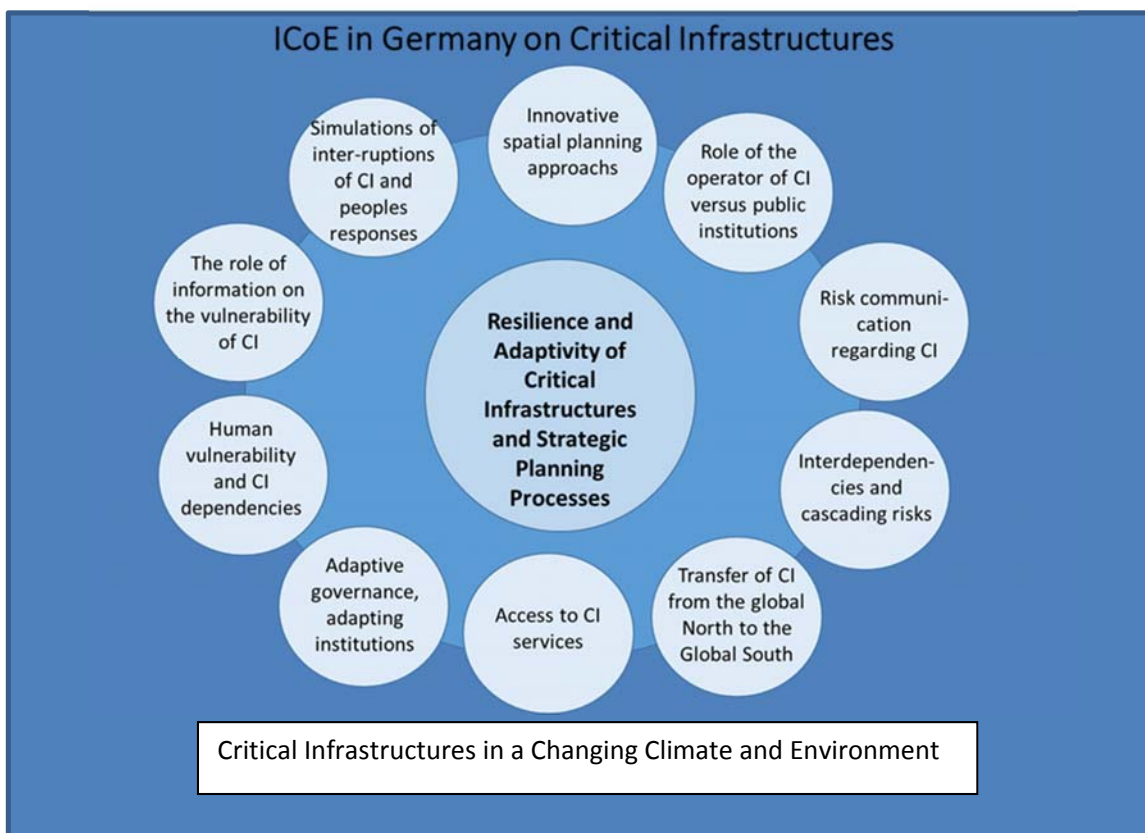 ICoE in Germany on Critical Infrastructures
Innovative
spatial planning
approachs
Role of the
operator of CI
versus public
institutions
Risk communi-
cation
regarding CI
Interdependen-
cies and
cascading risks
Transfer of CI
from the global
North to the
Global South
Access to CI
services
Adaptive
governance,
adapting
institutions
Human
vulnerability
and CI
dependencies
The role of
information on
the vulnerability
of CI
Simulations of
inter-ruptions
of CI and
peoples
responses
Resilience and
Adaptivity of
Critical
Infrastructures
and Strategic
Planning
Processes
Critical Infrastructures in a Changing Climate and Environment